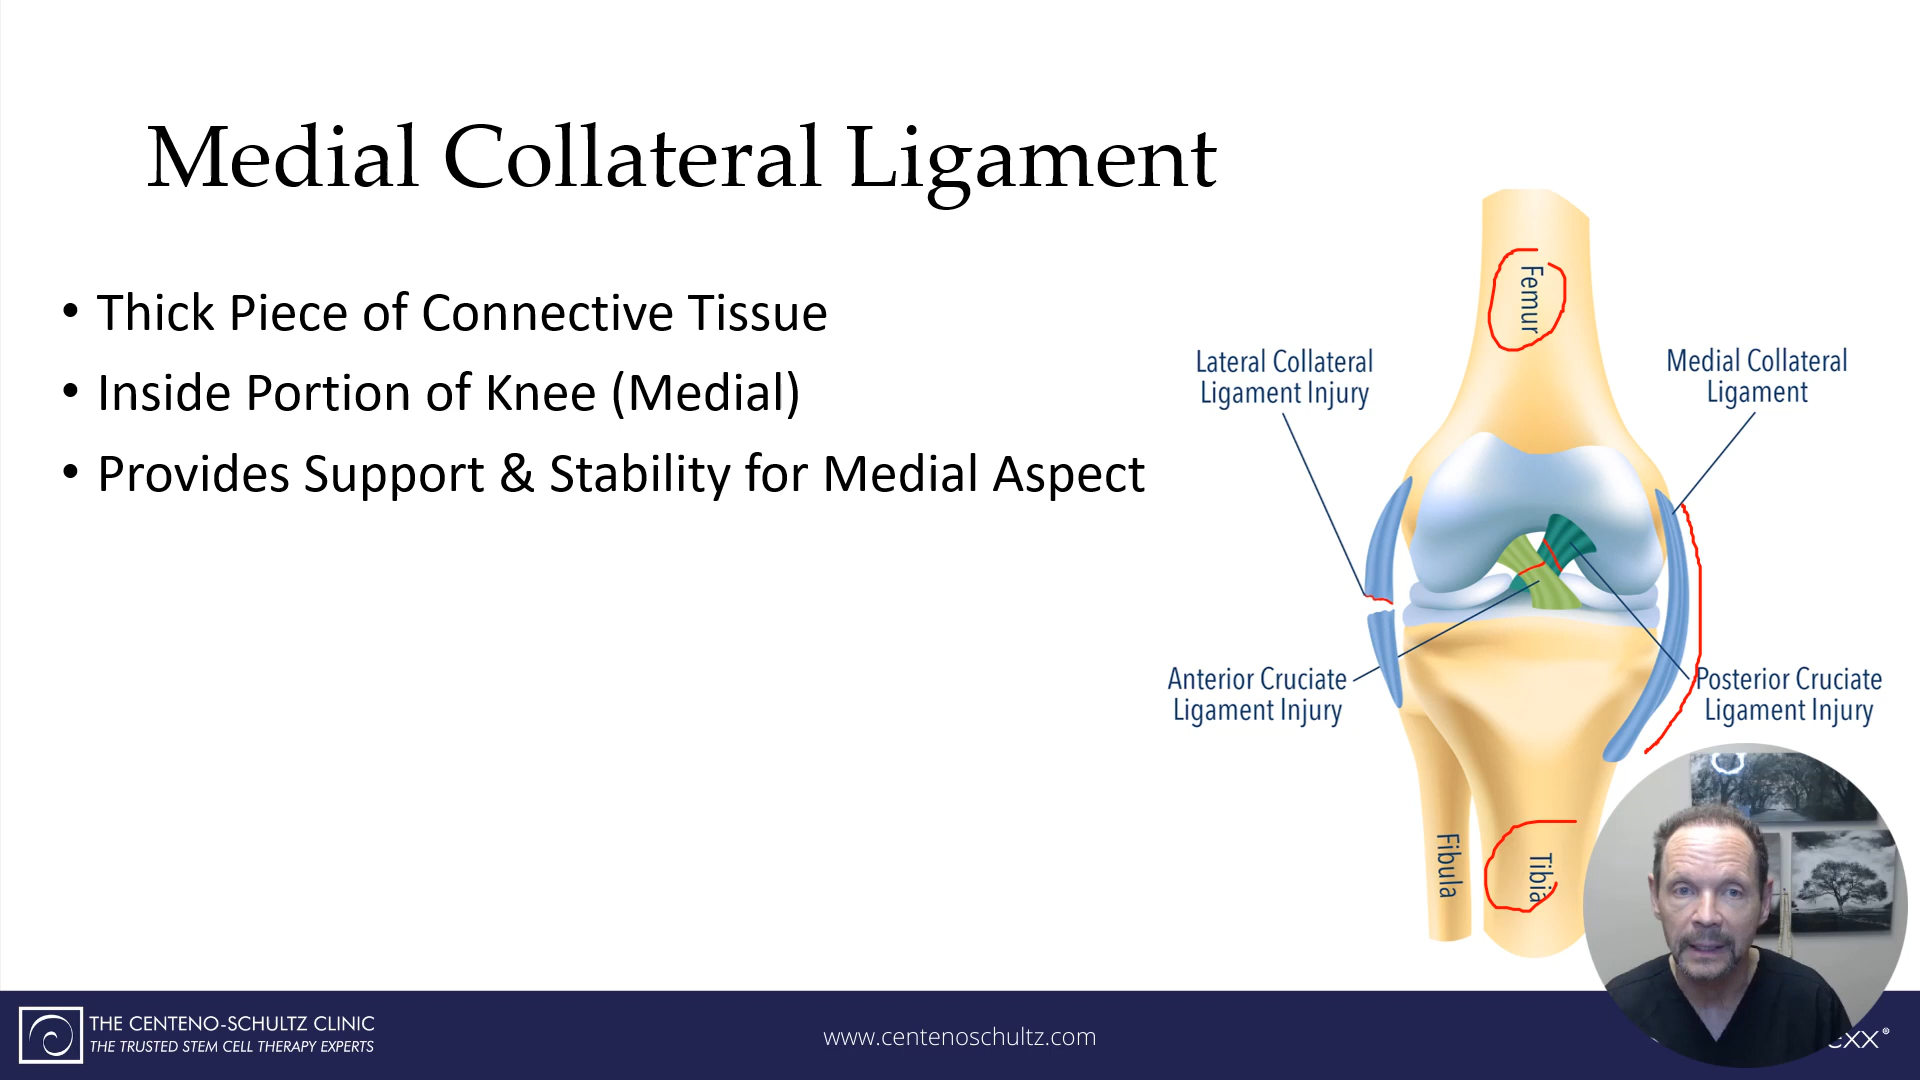 Medial Collateral Ligament
• Thick Piece of Connective Tissue
• Inside Portion of Knee (Medial)
• Provides Support & Stability for Medial Aspect
Femur
Lateral Collateral
Ligament Injury
Medial Collateral
Ligament
Anterior Cruciate
Ligament Injury
Posterior Cruciate
Ligament Injury
Fibula
Tibia
THE CENTENO-SCHULTZ CLINIC
THE TRUSTED STEM CELL THERAPY EXPERTS
www.centenoschultz.com